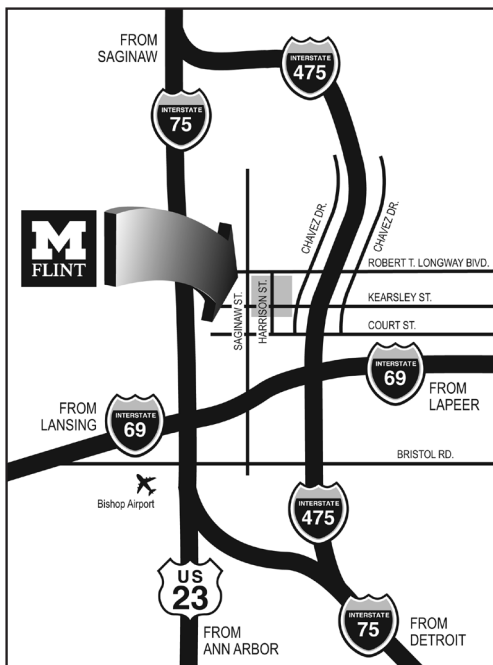 FROM
SAGINAW
INTERSTATE
475
INTERSTATE
75
CHAVEZ DR.
CHAVEZ DR.
M
FLINT
ROBERT T. LONGWAY BLVD.
SAGINAW ST.
HARRISON ST.
KEARSLEY ST.
COURT ST.
INTERSTATE
69
FROM
LAPEER
FROM
LANSING
INTERSTATE
69
BRISTOL RD.
Bishop Airport
INTERSTATE
475
US
23
FROM
ANN ARBOR
INTERSTATE
75
FROM
DETROIT